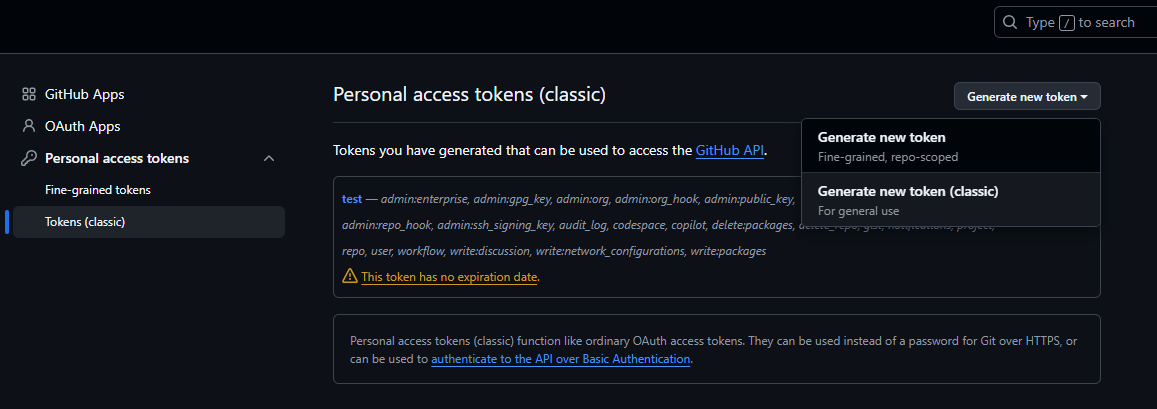 Type / to search
GitHub Apps
OAuth Apps
Personal access tokens
Fine-grained tokens
Tokens (classic)
Personal access tokens (classic)
Generate new token
Generate new token
Fine-grained, repo-scoped
Generate new token (classic)
For general use
Tokens you have generated that can be used to access the GitHub API.
test — admin:enterprise, admin:gpg_key, admin:org, admin:org_hook, admin:public_key,
admin:repo_hook, admin:ssh_signing_key, audit_log, codespace, copilot, delete:packages, delete_repo, gist, notifications, project,
repo, user, workflow, write:discussion, write:network_configurations, write:packages
This token has no expiration date.
Personal access tokens (classic) function like ordinary OAuth access tokens. They can be used instead of a password for Git over HTTPS, or
can be used to authenticate to the API over Basic Authentication.